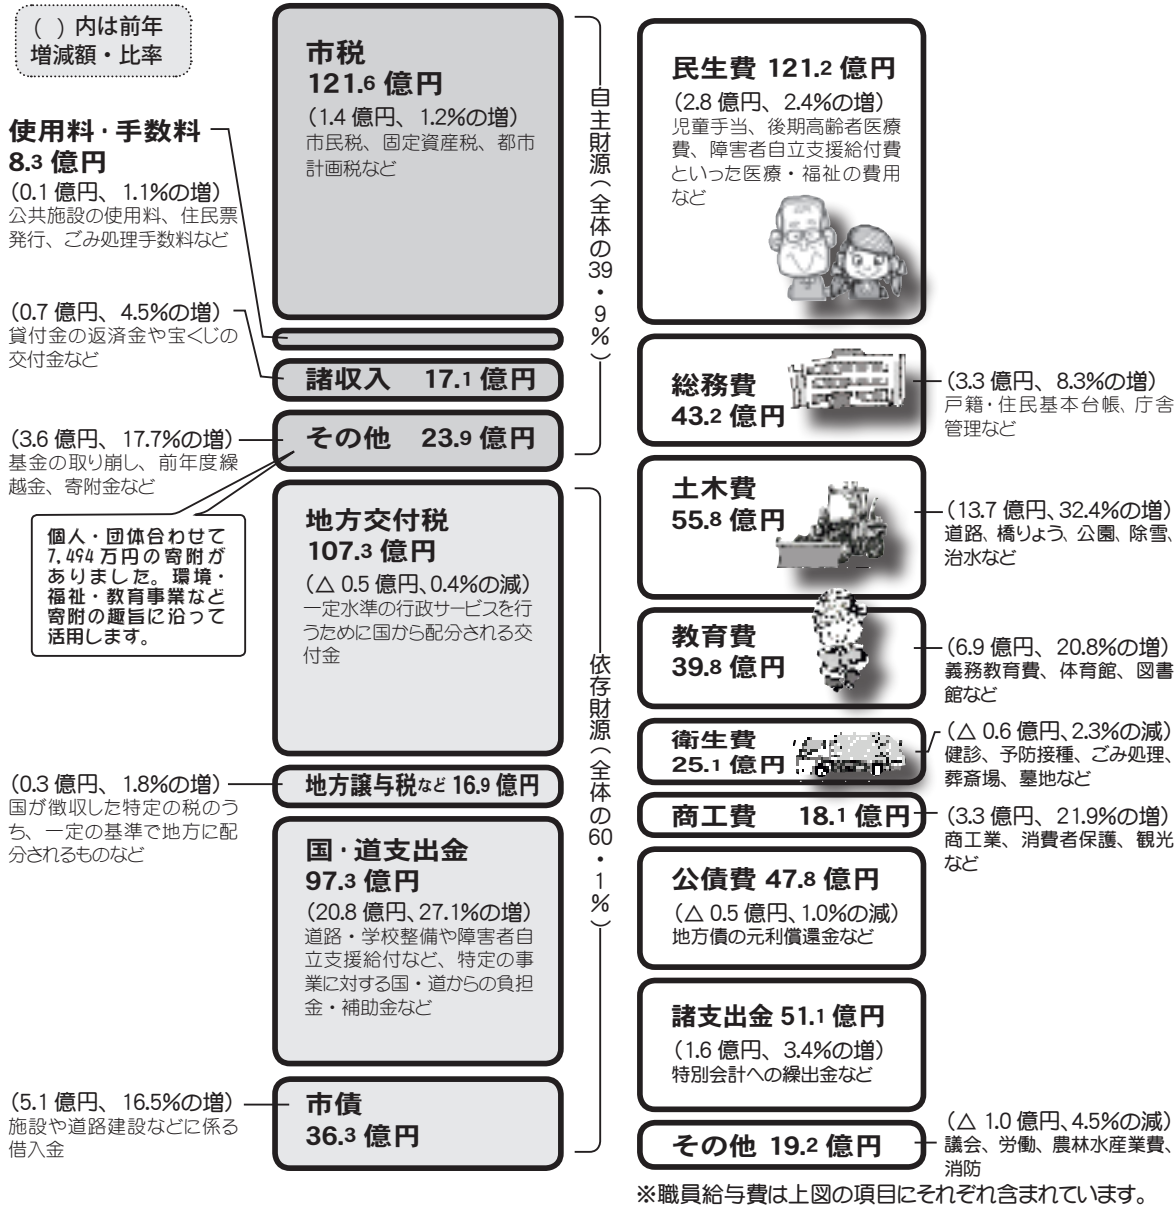 ( ) 内は前年
増減額・比率
市税
121.6 億円
(1.4 億円、 1.2%の増)
市民税、固定資産税、都市
計画税など
使用料・手数料
8.3 億円
(0.1 億円、 1.1%の増)
公共施設の使用料、住民票
発行、ごみ処理手数料など
(0.7 億円、 4.5%の増)
貸付金の返済金や宝くじの
交付金など
諸収入 17.1 億円
(3.6 億円、 17.7%の増)
基金の取り崩し、前年度繰
越金、寄附金など
その他 23.9 億円
個人・団体合わせて
7,494 万円の寄附が
ありました。環境・
福祉・教育事業など
寄附の趣旨に沿って
活用します。
自主財源(全体の39・9%)
地方交付税
107.3 億円
(△ 0.5 億円、0.4%の減)
一定水準の行政サービスを行
うために国から配分される交
付金
(0.3 億円、 1.8%の増)
国が徴収した特定の税のう
ち、一定の基準で地方に配
分されるものなど
地方譲与税など 16.9 億円
国・道支出金
97.3 億円
(20.8 億円、27.1%の増)
道路・学校整備や障害者自
立支援給付など、特定の事
業に対する国・道からの負担
金・補助金など
(5.1 億円、 16.5%の増)
施設や道路建設などに係る
借入金
市債
36.3 億円
依存財源(全体の60・1%)
民生費 121.2 億円
(2.8 億円、 2.4%の増)
児童手当、後期高齢者医療
費、障害者自立支援給付費
といった医療・福祉の費用
など
総務費
43.2 億円
(3.3 億円、 8.3%の増)
戸籍・住民基本台帳、庁舎
管理など
土木費
55.8 億円
(13.7 億円、32.4%の増)
道路、橋りょう、公園、除雪、
治水など
教育費
39.8 億円
(6.9 億円、 20.8%の増)
義務教育費、体育館、図書
館など
衛生費
25.1 億円
(△ 0.6 億円、2.3%の減)
健診、予防接種、ごみ処理、
葬斎場、墓地など
商工費 18.1 億円
(3.3 億円、 21.9%の増)
商工業、消費者保護、観光
など
公債費 47.8 億円
(△ 0.5 億円、1.0%の減)
地方債の元利償還金など
諸支出金 51.1 億円
(1.6 億円、 3.4%の増)
特別会計への繰出金など
その他 19.2 億円
(△ 1.0 億円、4.5%の減)
議会、労働、農林水産業費、
消防
※職員給与費は上図の項目にそれぞれ含まれています。